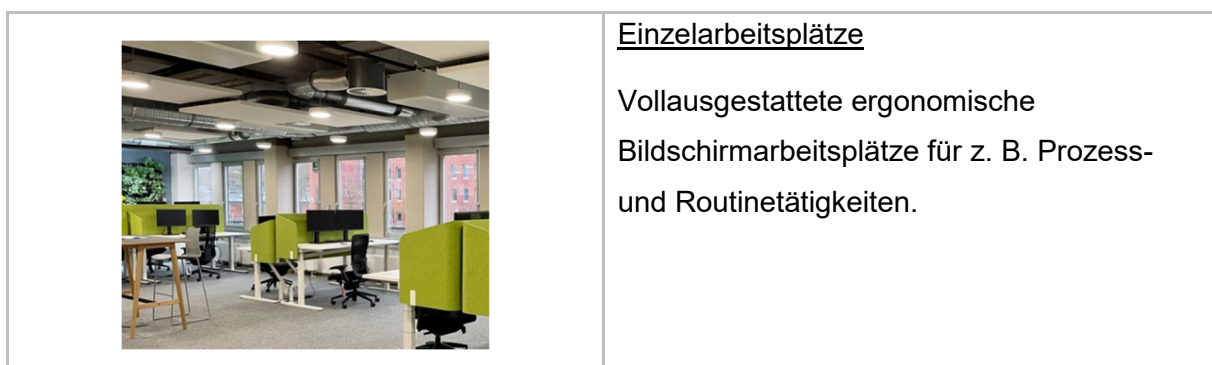 Einzelarbeitsplätze
Vollausgestattete ergonomische
Bildschirmarbeitsplätze für z. B. Prozess-
und Routinetätigkeiten.